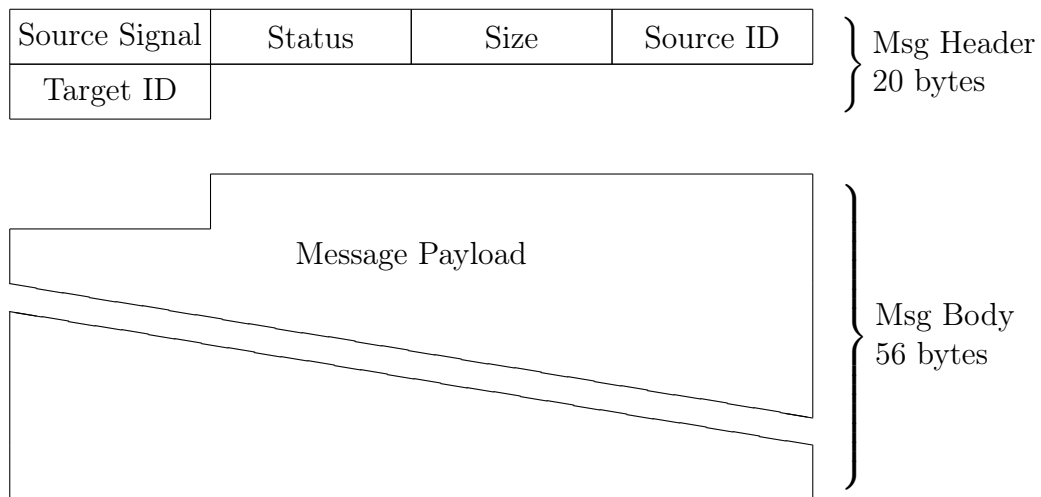 Source Signal
Status
Size
Source ID
Msg Header
20 bytes
Target ID
Message Payload
Msg Body
56 bytes